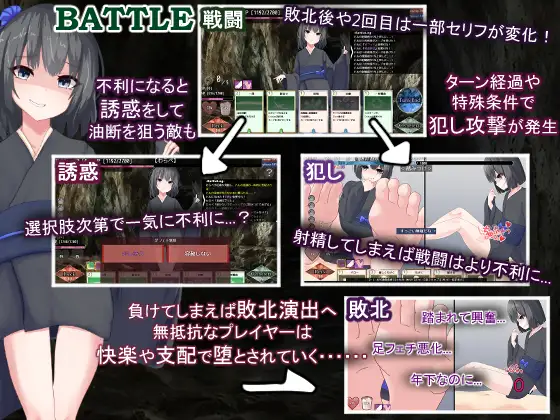 BATTLE 戦闘
敗北後や2回目は一部セリフが変化！
不利になると
誘惑をして
油断を狙う敵も
ターン経過や
特殊条件で
犯し攻撃が発生
誘惑
選択肢次第で一気に不利に…？
犯し
射精してしまえば戦闘はより不利に…
負けてしまえば敗北演出へ
無抵抗なプレイヤーは
快楽や支配で堕とされていく……
敗北
踏まれて興奮…
足フェチ悪化…
年下なのに…